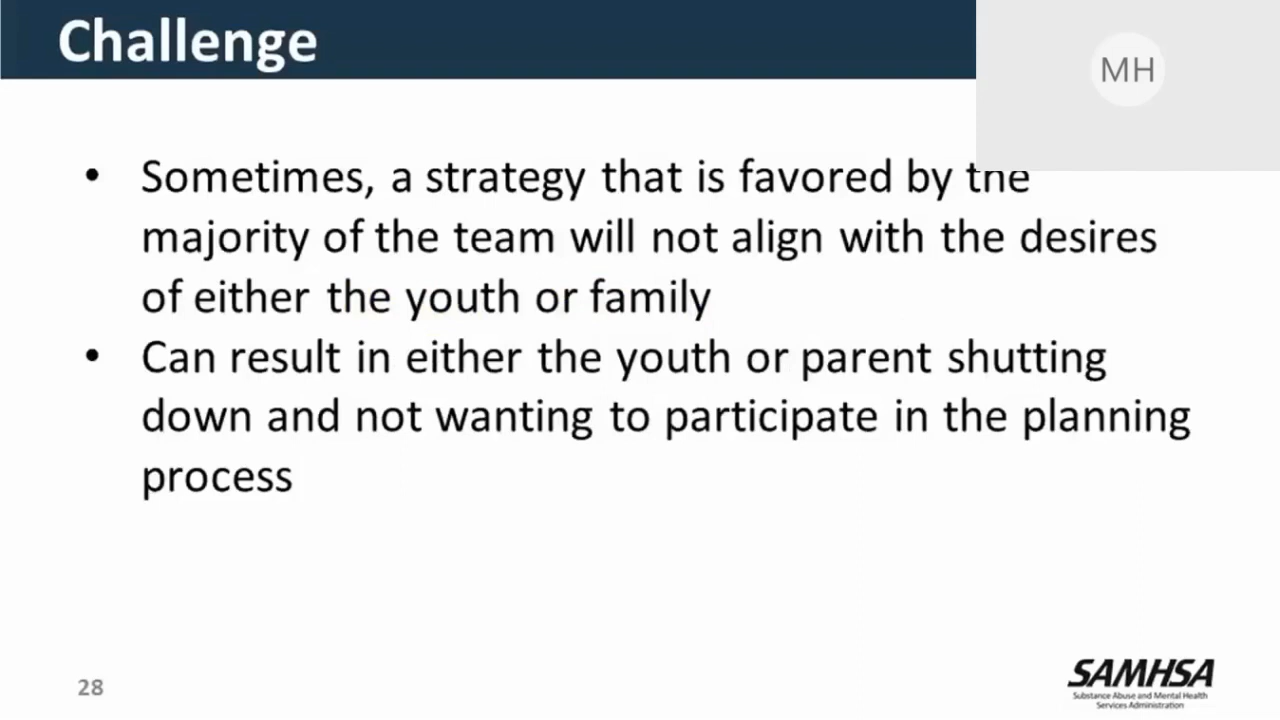 Challenge
MH
• Sometimes, a strategy that is favored by the
majority of the team will not align with the desires
of either the youth or family
• Can result in either the youth or parent shutting
down and not wanting to participate in the planning
process
28
SAMHSA
Substance Abuse and Mental Health
Services Administration